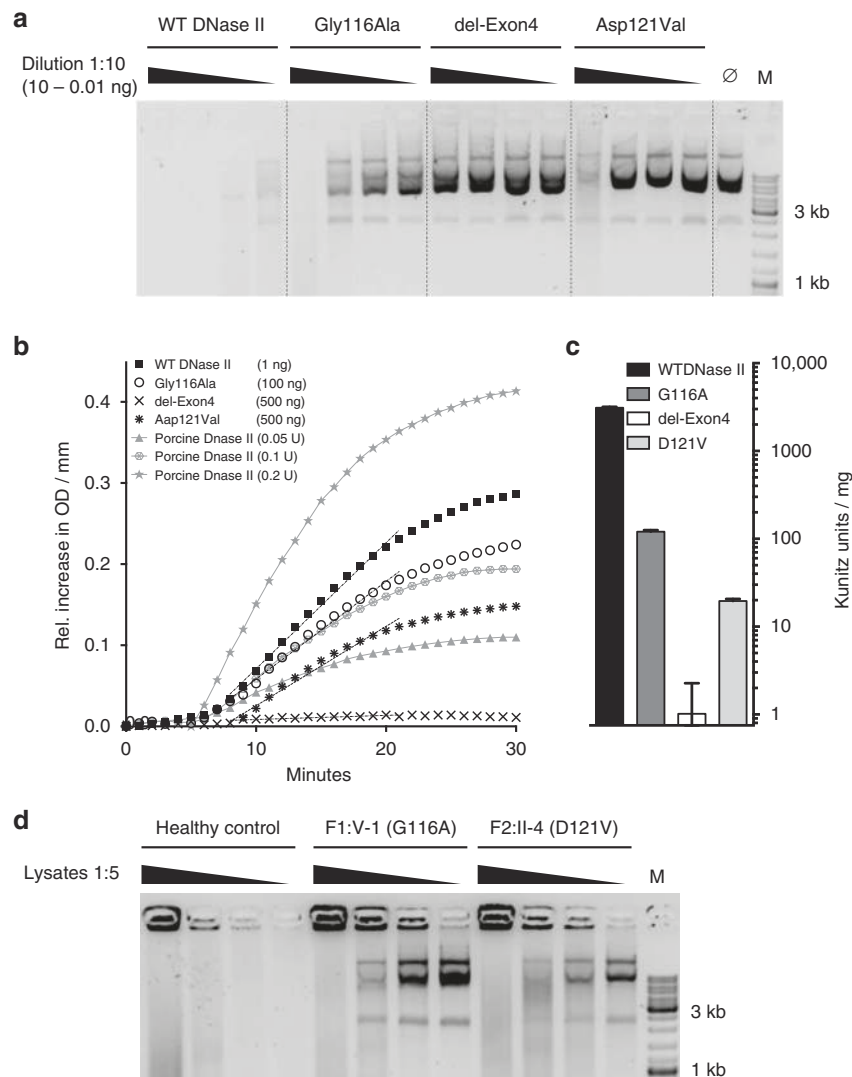 a
WT DNase II Gly116Ala del-Exon4 Asp121Val
Dilution 1:10
(10 – 0.01 ng)
∅ M
3 kb
1 kb
b
WT DNase II (1 ng)
Gly116Ala (100 ng)
del-Exon4 (500 ng)
Aap121Val (500 ng)
Porcine Dnase II (0.05 U)
Porcine Dnase II (0.1 U)
Porcine Dnase II (0.2 U)
Rel. increase in OD / mm
0.4
0.3
0.2
0.1
0.0
0 10 20 30
Minutes
c
WTDNase II
G116A
del-Exon4
D121V
10,000
1000
100
10
1
Kunitz units / mg
d
Healthy control F1:V-1 (G116A) F2:II-4 (D121V)
Lysates 1:5
M
3 kb
1 kb